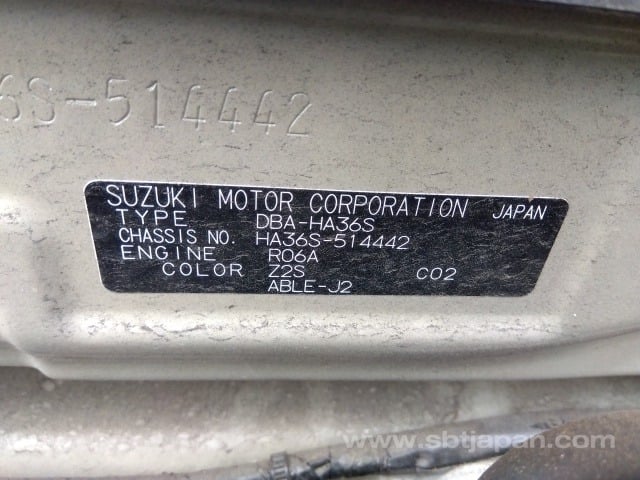 6S-514442
SUZUKI MOTOR CORPORATION JAPAN
TYPE DBA-HA36S
CHASSIS NO. HA36S-514442
ENGINE R06A
COLOR Z2S C02
ABLE-J2
www.sbtjapan.com